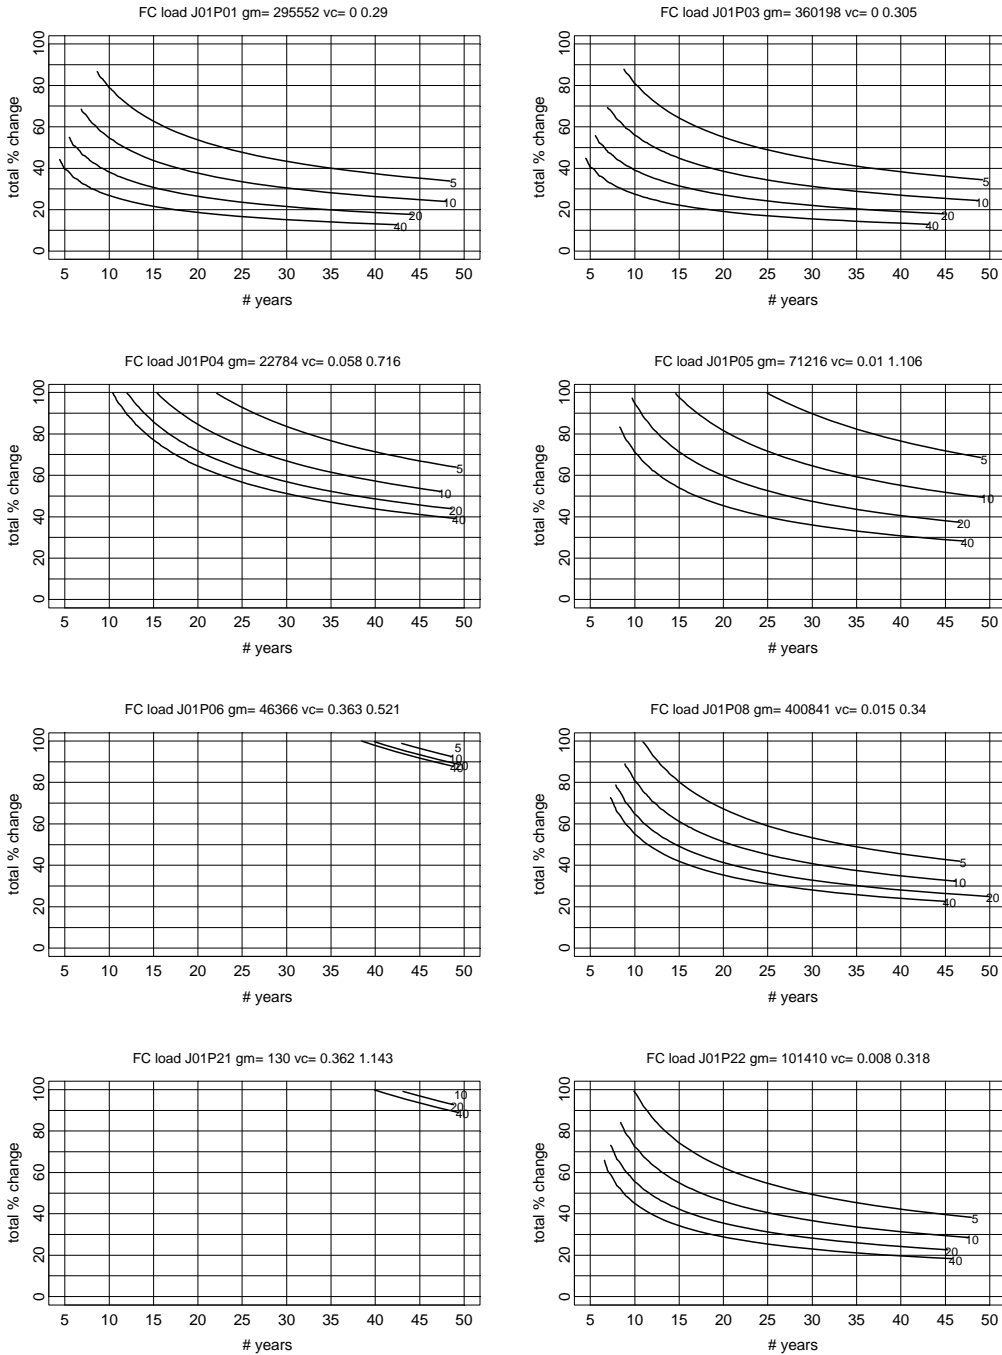 FC load J01P01 gm= 295552 vc= 0 0.29
total % change
0 20 40 60 80 100
5
10
20
40
5 10 15 20 25 30 35 40 45 50
# years
FC load J01P03 gm= 360198 vc= 0 0.305
total % change
0 20 40 60 80 100
5
10
20
40
5 10 15 20 25 30 35 40 45 50
# years
FC load J01P04 gm= 22784 vc= 0.058 0.716
total % change
0 20 40 60 80 100
5
10
20
40
5 10 15 20 25 30 35 40 45 50
# years
FC load J01P05 gm= 71216 vc= 0.01 1.106
total % change
0 20 40 60 80 100
5
10
20
40
5 10 15 20 25 30 35 40 45 50
# years
FC load J01P06 gm= 46366 vc= 0.363 0.521
total % change
0 20 40 60 80 100
5
10
20
40
5 10 15 20 25 30 35 40 45 50
# years
FC load J01P08 gm= 400841 vc= 0.015 0.34
total % change
0 20 40 60 80 100
5
10
20
40
5 10 15 20 25 30 35 40 45 50
# years
FC load J01P21 gm= 130 vc= 0.362 1.143
total % change
0 20 40 60 80 100
10
20
40
5 10 15 20 25 30 35 40 45 50
# years
FC load J01P22 gm= 101410 vc= 0.008 0.318
total % change
0 20 40 60 80 100
5
10
20
40
5 10 15 20 25 30 35 40 45 50
# years